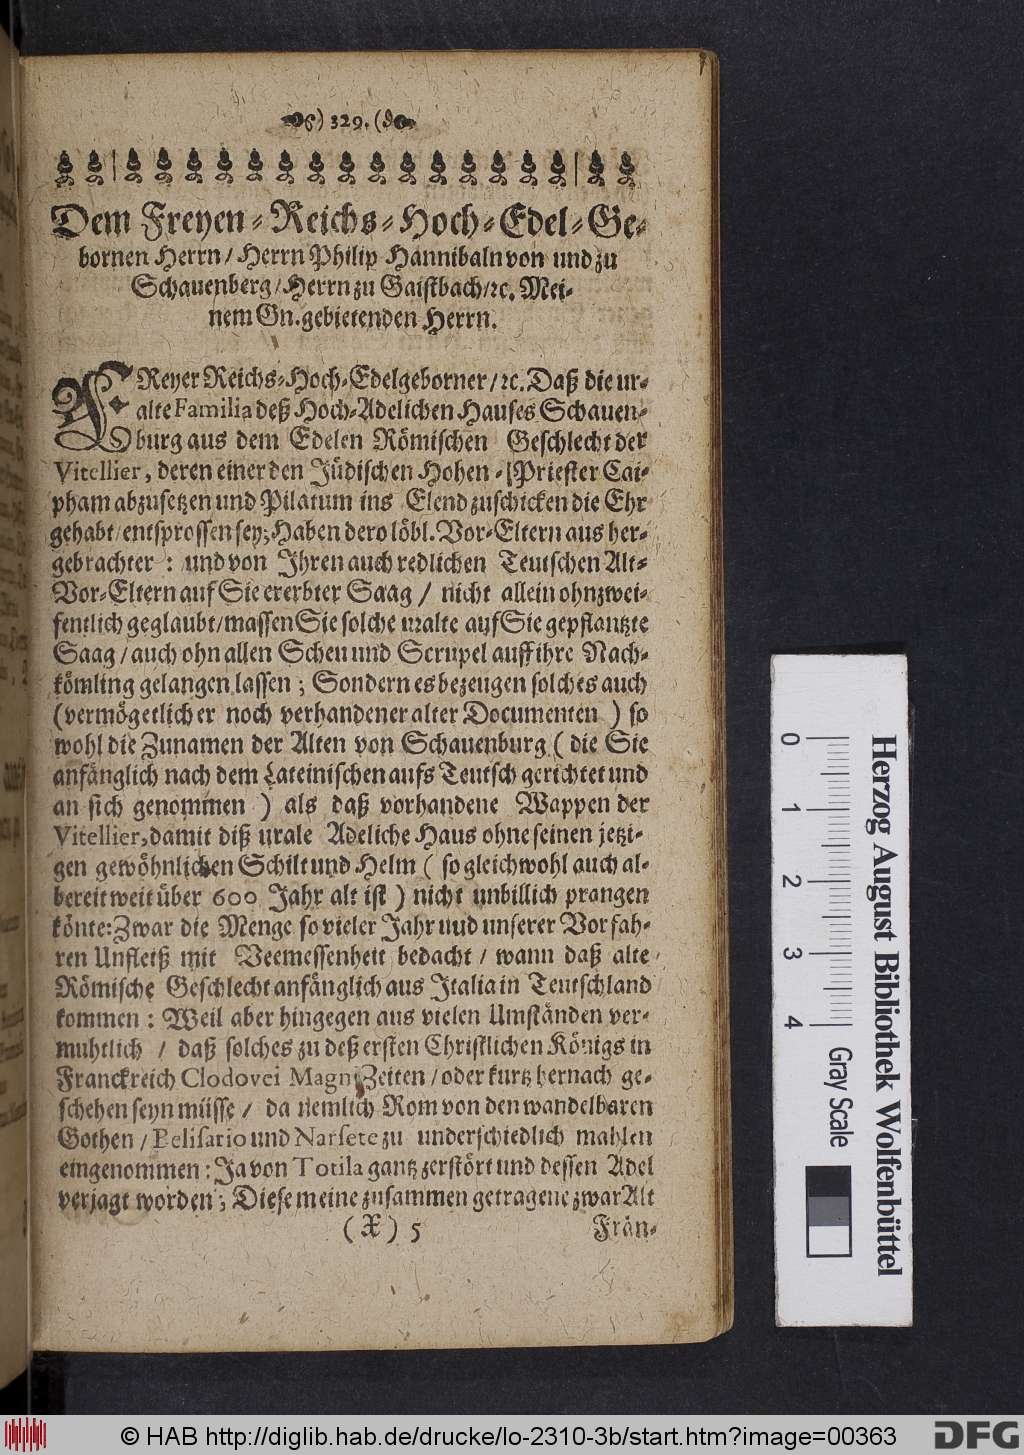 ) 329. (
Dem Freyen-Reichs-Hoch-Edel-Ge-
bornen Herrn/ Herrn Philip Hannibaln von und zu
Schauenberg/ Herrn zu Gaistbach/ ꝛc. Mei-
nem Gn. gebietenden Herrn.
FReyer Reichs-Hoch-Edelgeborner/ ꝛc. Daß die ur-
alte Familia deß Hoch-Adelichen Hauses Schauen-
burg aus dem Edelen Römischen Geschlecht der
Vitellier, deren einer den Jüdischen Hohen-Priester Cai-
pham abzusetzen und Pilatum ins Elend zuschicken die Ehr
gehabt/ entsprossen sey; Haben dero löbl. Vor-Eltern aus her-
gebrachter: und von Ihren auch redlichen Teutschen Alt-
Vor-Eltern auf Sie ererbter Saag/ nicht allein ohnzwei-
fentlich geglaubt/ massen Sie solche uralte auf Sie gepflantzte
Saag/ auch ohn allen Scheu und Scrupel auff ihre Nach-
kömling gelangen lassen; Sondern es bezeugen solches auch
(vermögetlicher noch verhandener alter Documenten) so
wohl die Zunamen der Alten von Schauenburg (die Sie
anfänglich nach dem Lateinischen aufs Teutsch gerichtet und
an sich genommen) als daß vorhandene Wappen der
Vitellier, damit diß urale Adeliche Haus ohne seinen jetzi-
gen gewöhnlichen Schilt und Helm (so gleichwohl auch al-
bereit weit über 600 Jahr alt ist) nicht unbillich prangen
könte: Zwar die Menge so vieler Jahr uud unserer Vorfah-
ren Unfleiß mit Veemessenheit bedacht/ wann daß alte
Römische Geschlecht anfänglich aus Italia in Teutschland
kommen: Weil aber hingegen aus vielen Umständen ver-
muhtlich/ daß solches zu deß ersten Christlichen Königs in
Franckreich Clodovei Magni Zeiten/ oder kurtz hernach ge-
schehen seyn müsse/ da nemlich Rom von den wandelbaren
Gothen/ Belisario und Narsete zu underschiedlich mahlen
eingenommen: Ja von Totila gantz zerstört und dessen Adel
verjagt worden; Diese meine zusammen getragene zwar Alt
(X) 5 Frän-
Herzog August Bibliothek Wolfenbüttel
0 1 2 3 4
Gray Scale
© HAB http://diglib.hab.de/drucke/lo-2310-3b/start.htm?image=00363
DFG